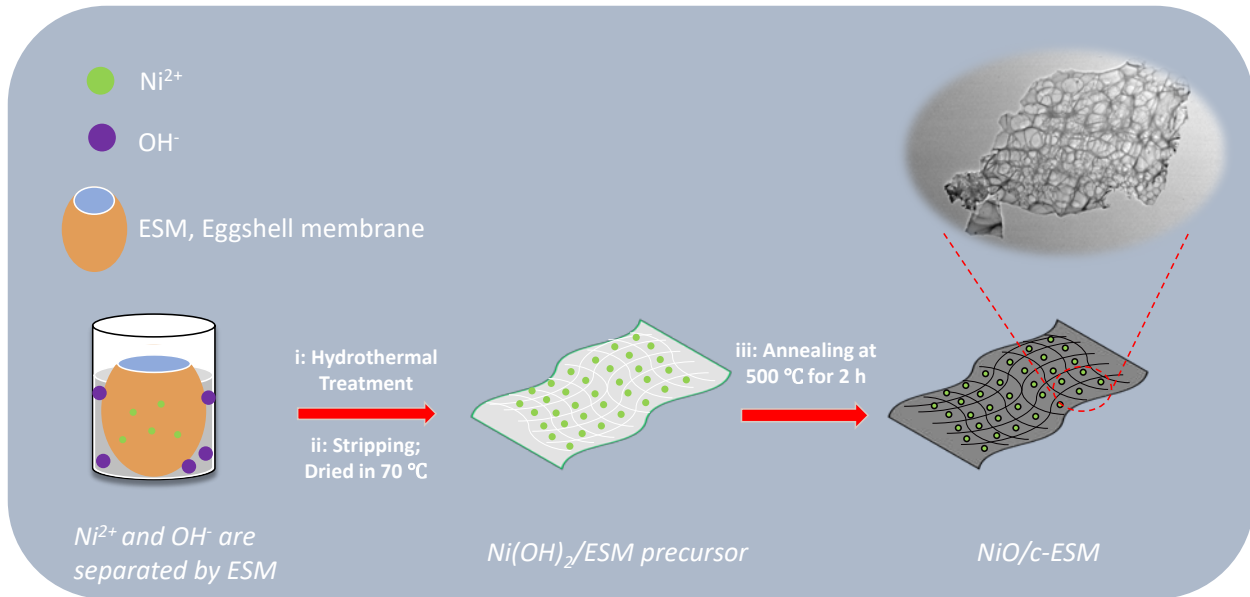 Ni²⁺
OH⁻
ESM, Eggshell membrane
i: Hydrothermal
Treatment
ii: Stripping;
Dried in 70 ℃
iii: Annealing at
500 ℃ for 2 h
Ni²⁺ and OH⁻ are
separated by ESM
Ni(OH)₂/ESM precursor
NiO/c-ESM